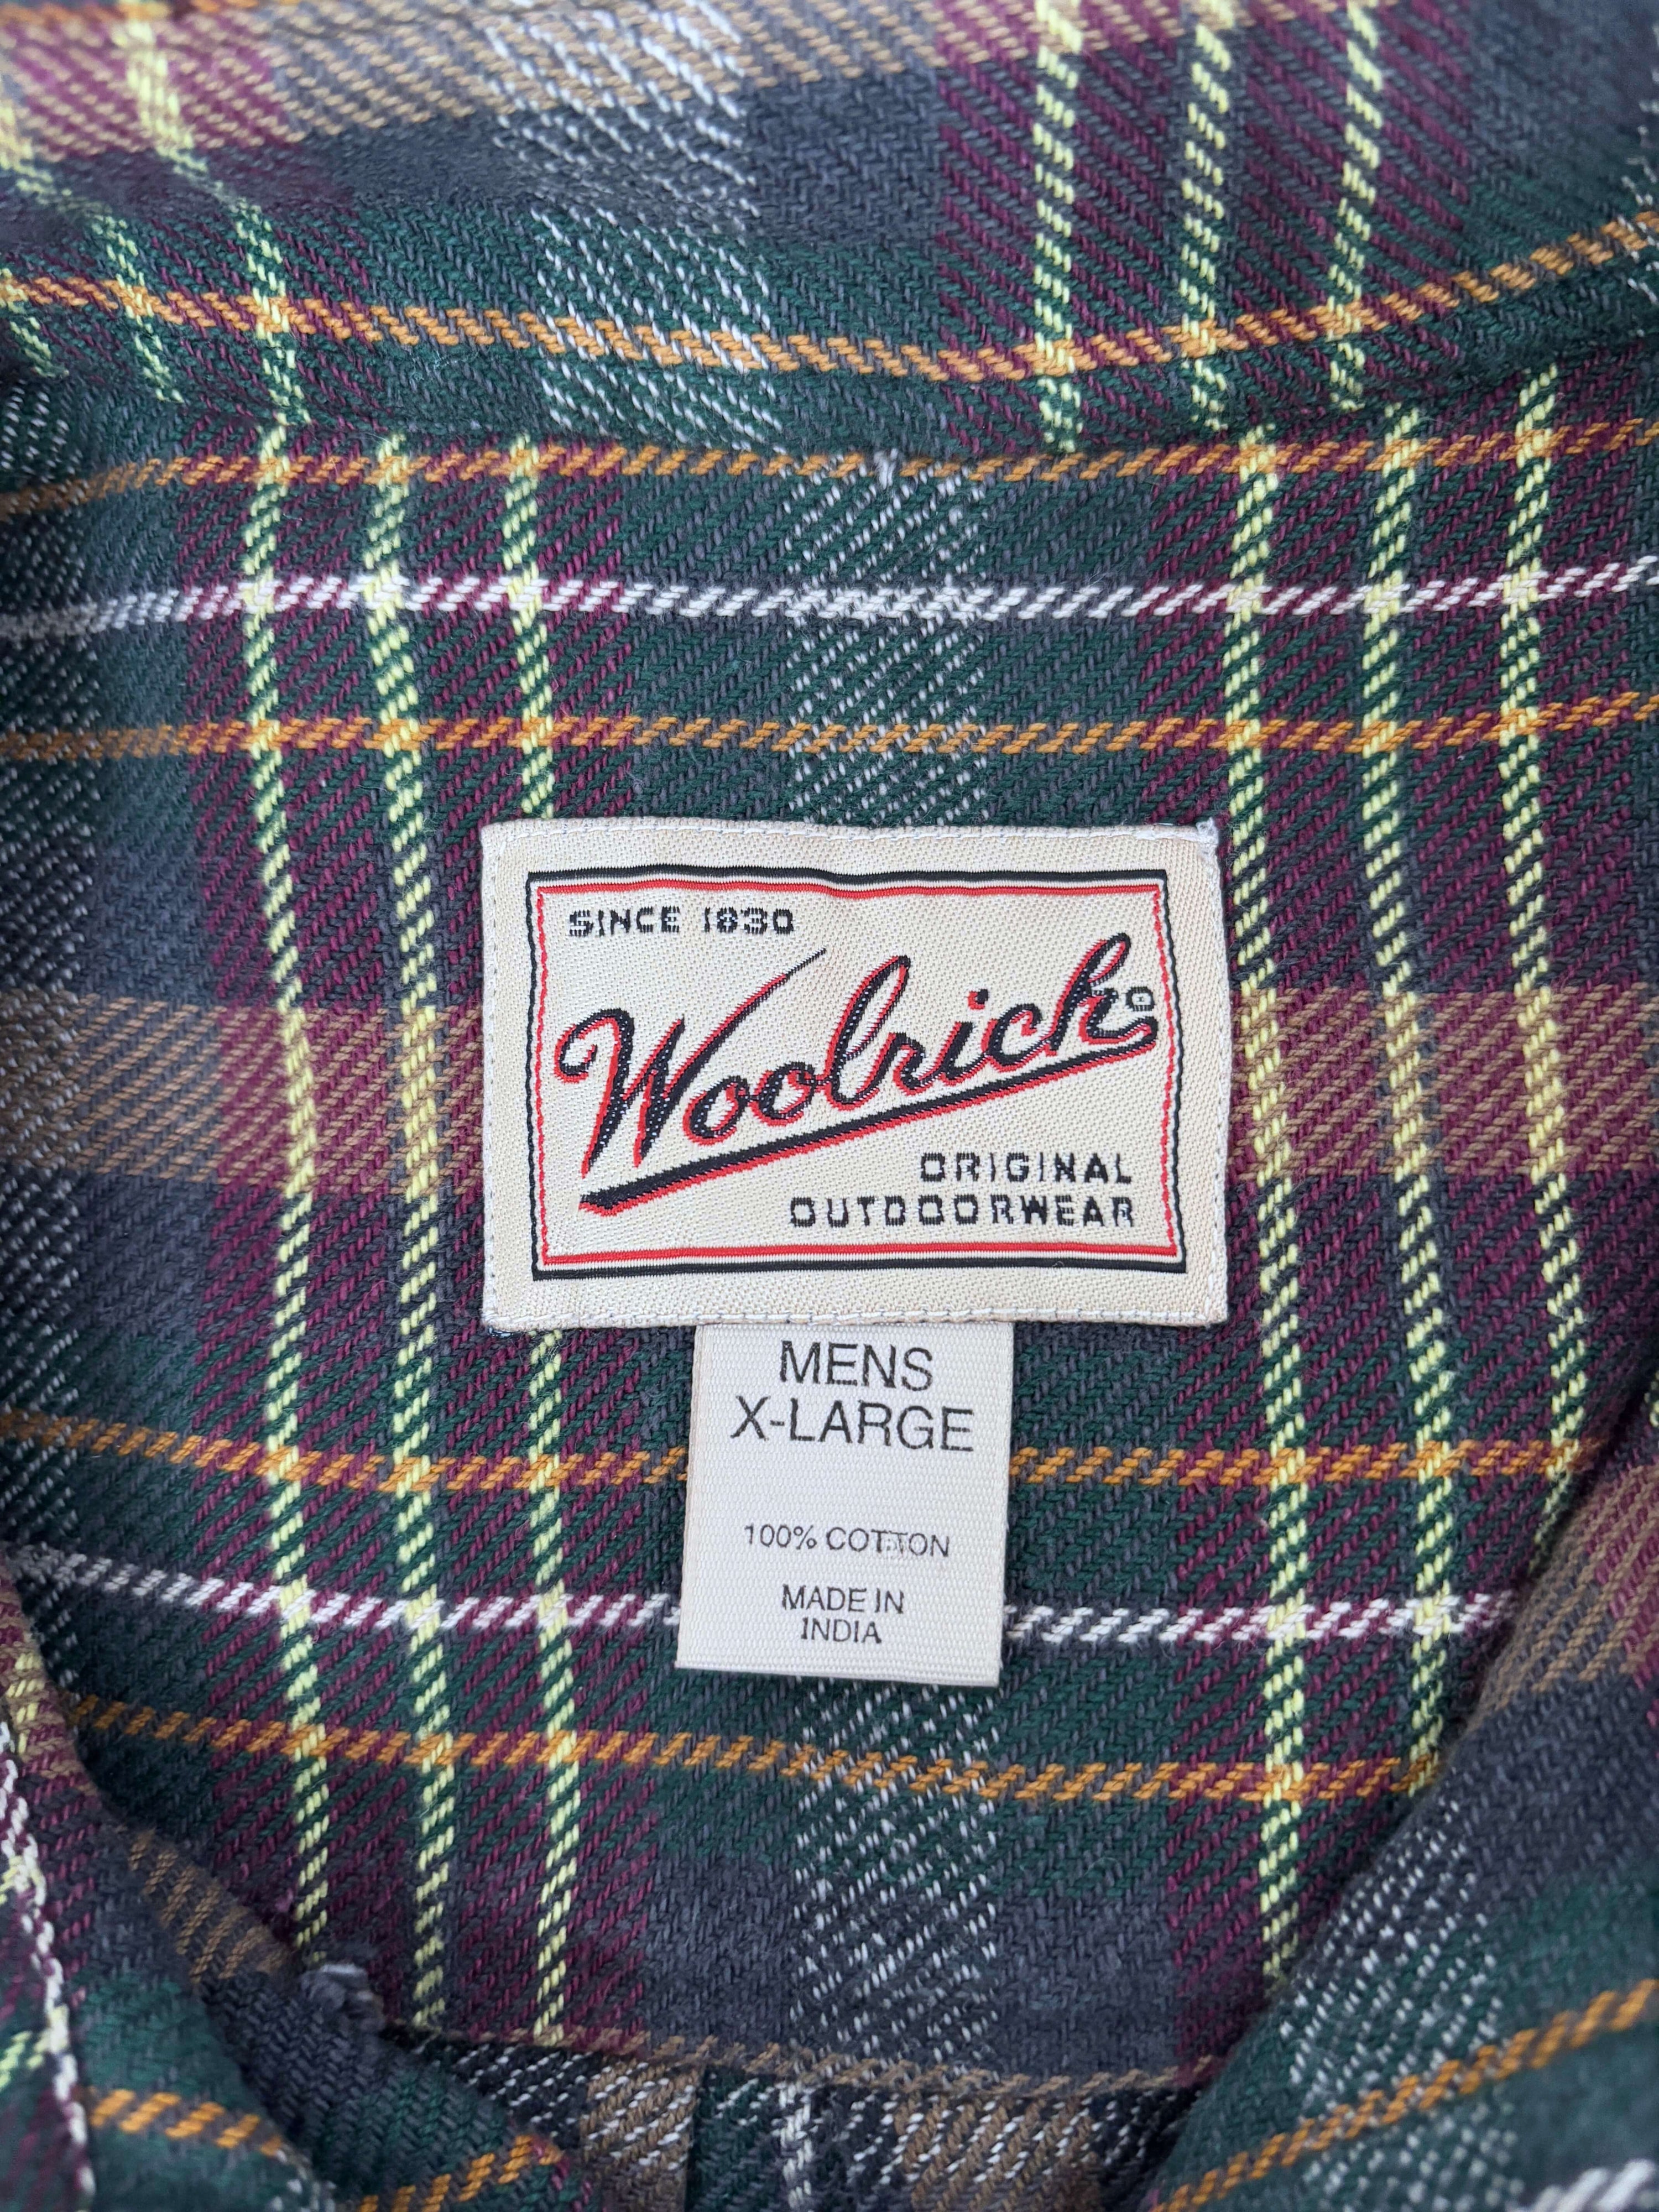 SINCE 1830
Woolrich®
ORIGINAL
OUTDOORWEAR
MENS
X-LARGE
100% COTTON
MADE IN
INDIA